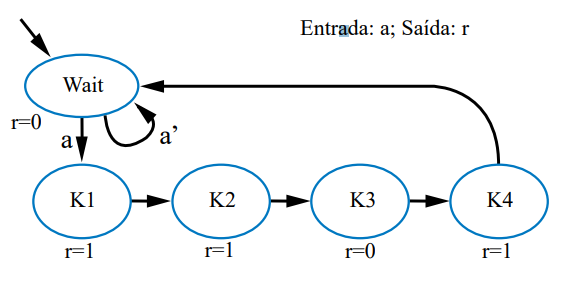 Entrada: a; Saída: r
Wait
r=0
a
a’
K1
K2
K3
K4
r=1
r=1
r=0
r=1